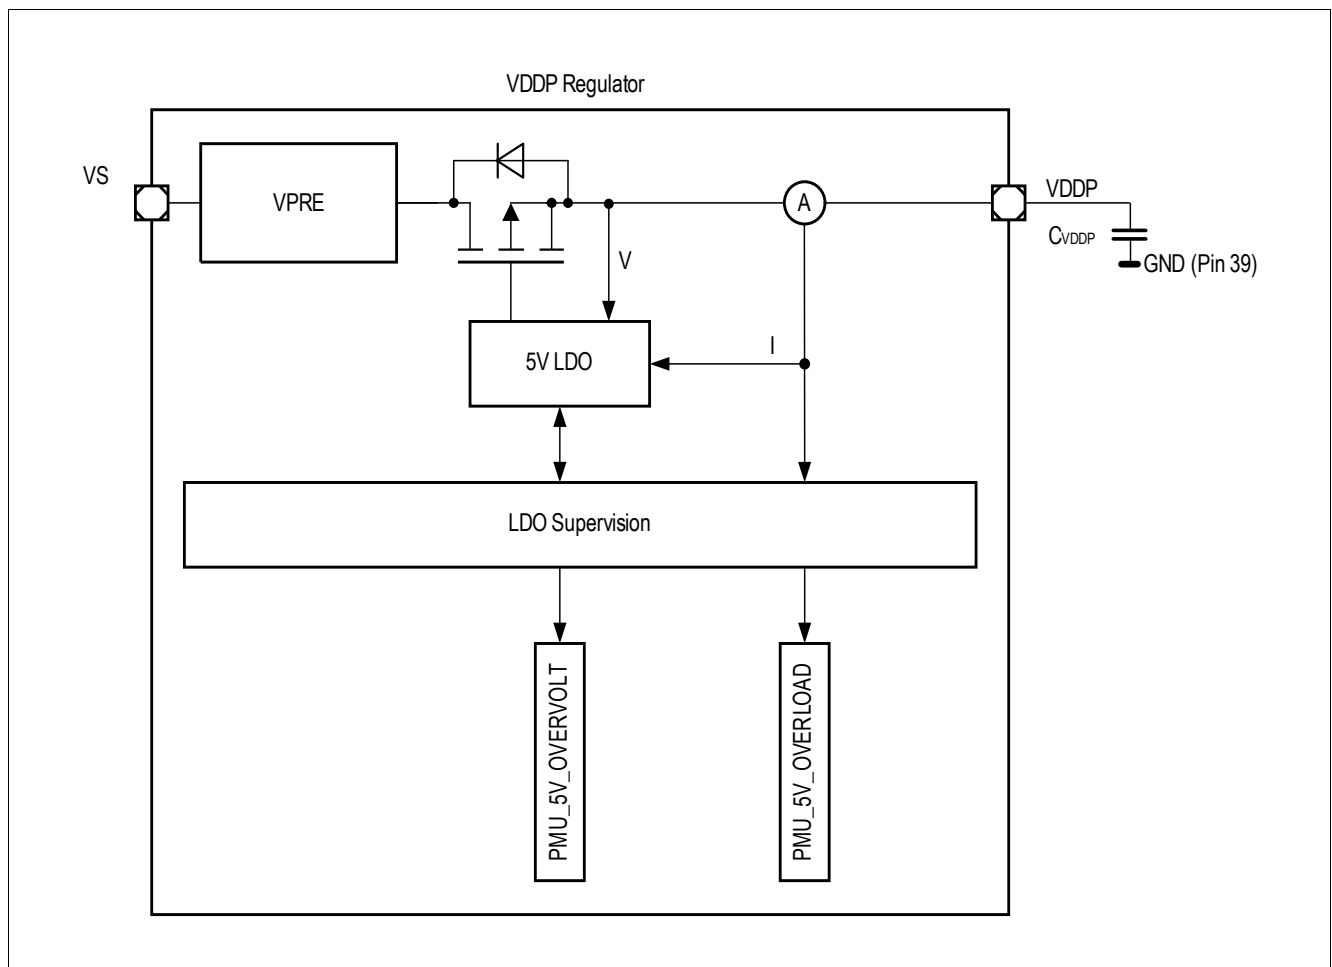 VDDP Regulator
VS
VPRE
A
VDDP
CVDDP
GND (Pin 39)
V
I
5V LDO
LDO Supervision
PMU_5V_OVERVOLT
PMU_5V_OVERLOAD